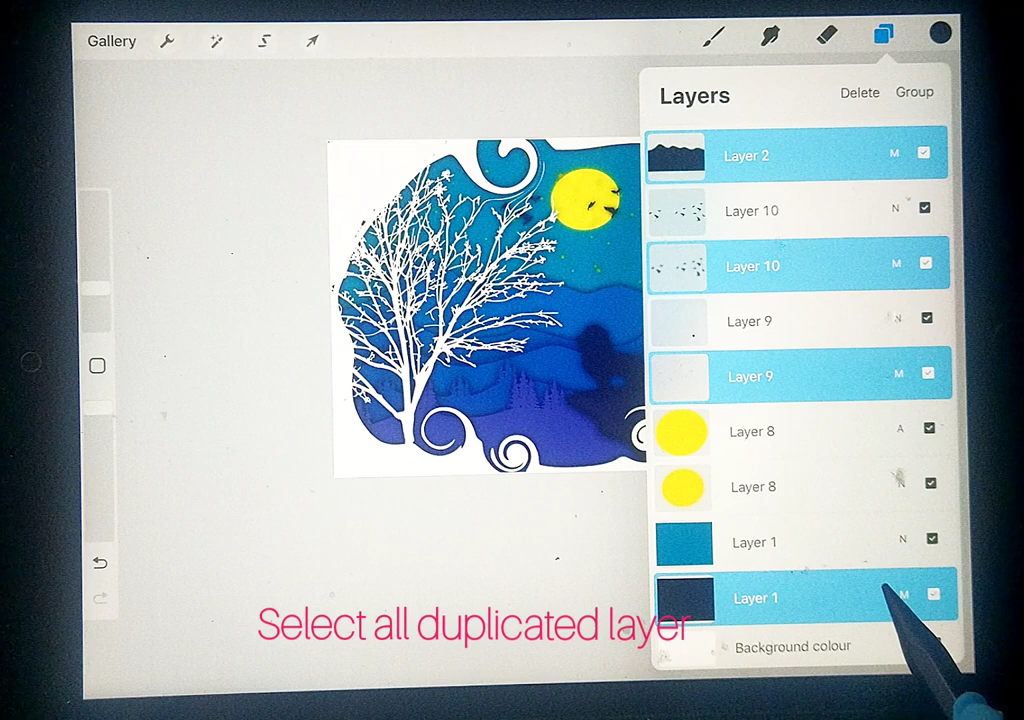 Gallery
Layers
Delete Group
Layer 2 M
Layer 10 N
Layer 10 M
Layer 9 N
Layer 9 M
Layer 8 A
Layer 8 N
Layer 1 N
Layer 1 M
Background colour
Select all duplicated layer